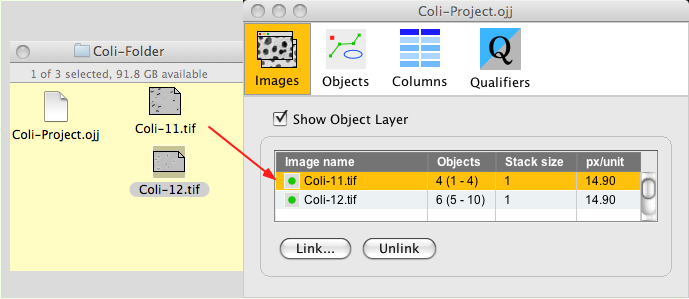 Coli-Folder
1 of 3 selected, 91.8 GB available
Coli-Project.ojj
Coli-11.tif
Coli-12.tif
Coli-Project.ojj
Images
Objects
Columns
Q
Qualifiers
Show Object Layer
Image name Objects Stack size px/unit
Coli-11.tif 4 (1 - 4) 1 14.90
Coli-12.tif 6 (5 - 10) 1 14.90
Link... Unlink